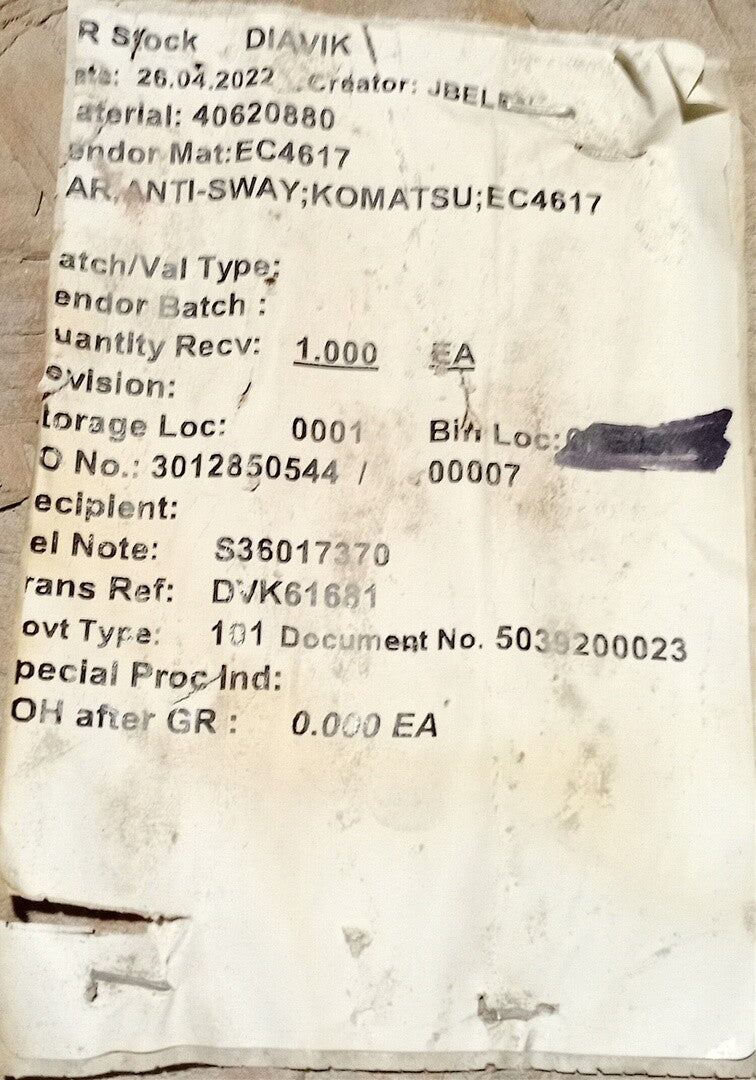 R Stock DIAVIK
ate: 26.04.2022 Creator:
aterial: 40620880
endor Mat:EC4617
AR,ANTI-SWAY;KOMATSU;EC4617
atch/Val Type:
endor Batch :
uantity Recv: 1.000 EA
evision:
torage Loc: 0001 Bin Loc:
O No.: 3012850544 / 00007
ecipient:
el Note: S36017370
rans Ref: DVK61681
ovt Type: 101 Document No. 5039200023
pecial Proc Ind:
OH after GR : 0.000 EA